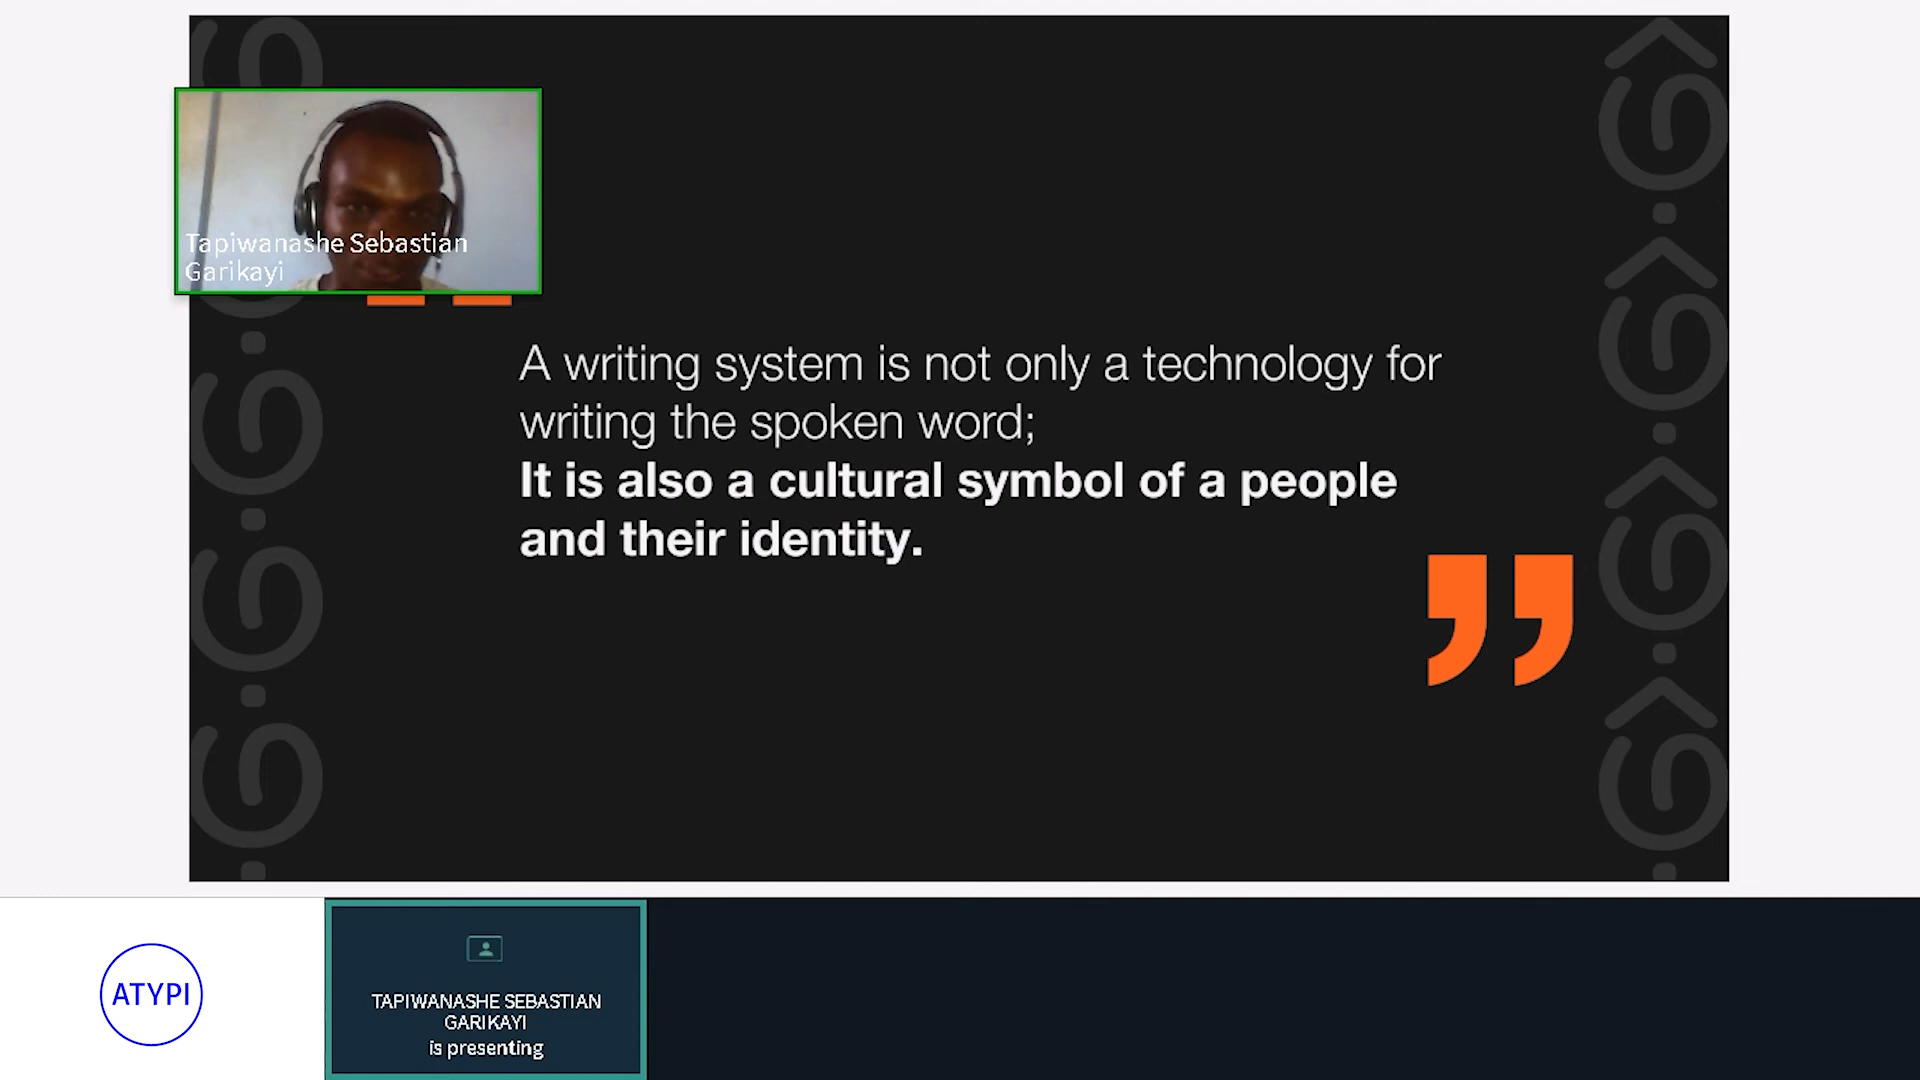 Tapiwanashe Sebastian
Garikayi
A writing system is not only a technology for
writing the spoken word;
It is also a cultural symbol of a people
and their identity.
”
ATYPI
TAPIWANASHE SEBASTIAN
GARIKAYI
is presenting